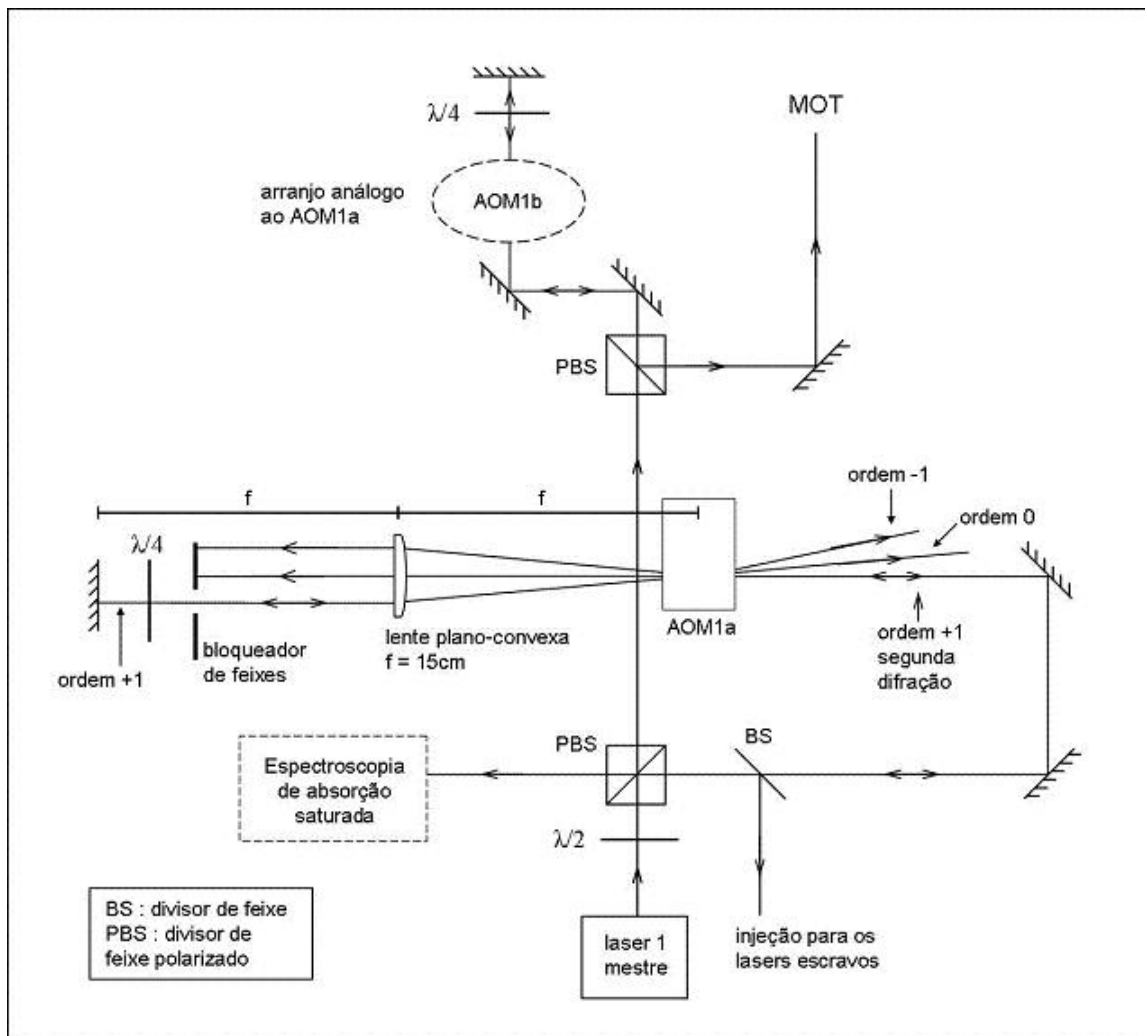 λ/4
MOT
arranjo análogo
ao AOM1a
AOM1b
PBS
f
f
ordem -1
ordem 0
λ/4
AOM1a
ordem +1
bloqueador
de feixes
lente plano-convexa
f = 15cm
ordem +1
segunda
difração
PBS
BS
Espectroscopia
de absorção
saturada
λ/2
BS : divisor de feixe
PBS : divisor de
feixe polarizado
laser 1
mestre
injeção para os
lasers escravos